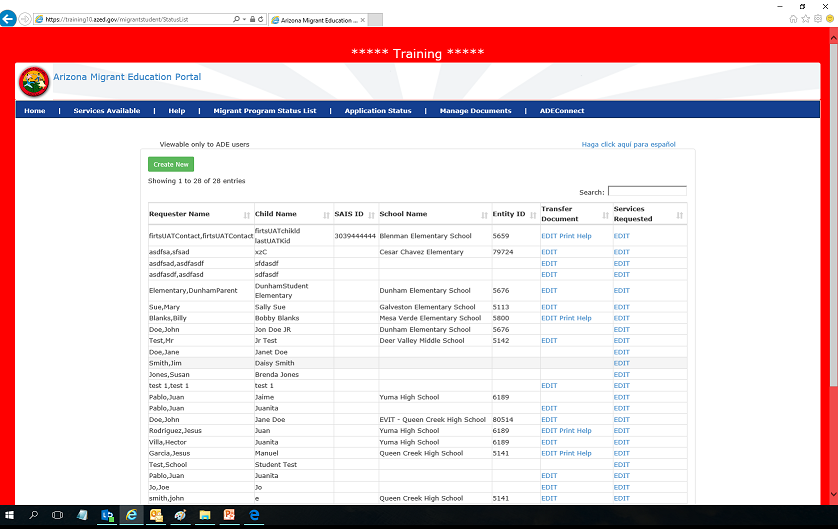 https://training10.azed.gov/migrantstudent/StatusList
Arizona Migrant Education ...
***** Training *****
Arizona Migrant Education Portal
Home | Services Available | Help | Migrant Program Status List | Application Status | Manage Documents | ADEConnect
Viewable only to ADE users Haga click aquí para español
Create New
Showing 1 to 28 of 28 entries
Search:
Requester Name Child Name SAIS ID School Name Entity ID Transfer Document Services Requested
firtsUATContact,firtsUATContact firtsUATchikld lastUATKid 3039444444 Blenman Elementary School 5659 EDIT Print Help EDIT
asdfsa,sfsad xzC Cesar Chavez Elementary 79724 EDIT EDIT
asdfsad,asdfasdf sfdasdf EDIT EDIT
asdfasdf,asdfasd sdfasdf EDIT EDIT
Elementary,DunhamParent DunhamStudent Elementary Dunham Elementary School 5676 EDIT EDIT
Sue,Mary Sally Sue Galveston Elementary School 5113 EDIT EDIT
Blanks,Billy Bobby Blanks Mesa Verde Elementary School 5800 EDIT Print Help EDIT
Doe,John Jon Doe JR Dunham Elementary School 5676 EDIT
Test,Mr Jr Test Deer Valley Middle School 5142 EDIT EDIT
Doe,Jane Janet Doe EDIT
Smith,Jim Daisy Smith EDIT
Jones,Susan Brenda Jones EDIT
test 1,test 1 test 1 EDIT EDIT
Pablo,Juan Jaime Yuma High School 6189 EDIT
Pablo,Juan Juanita EDIT EDIT
Doe,John Jane Doe EVIT - Queen Creek High School 80514 EDIT EDIT
Rodriguez,Jesus Juan Yuma High School 6189 EDIT Print Help EDIT
Villa,Hector Juanita Yuma High School 6189 EDIT EDIT
Garcia,Jesus Manuel Queen Creek High School 5141 EDIT Print Help EDIT
Test,School Student Test EDIT
Pablo,Juan Juanita EDIT EDIT
Jo,Joe Jo EDIT EDIT
smith,john e Queen Creek High School 5141 EDIT EDIT